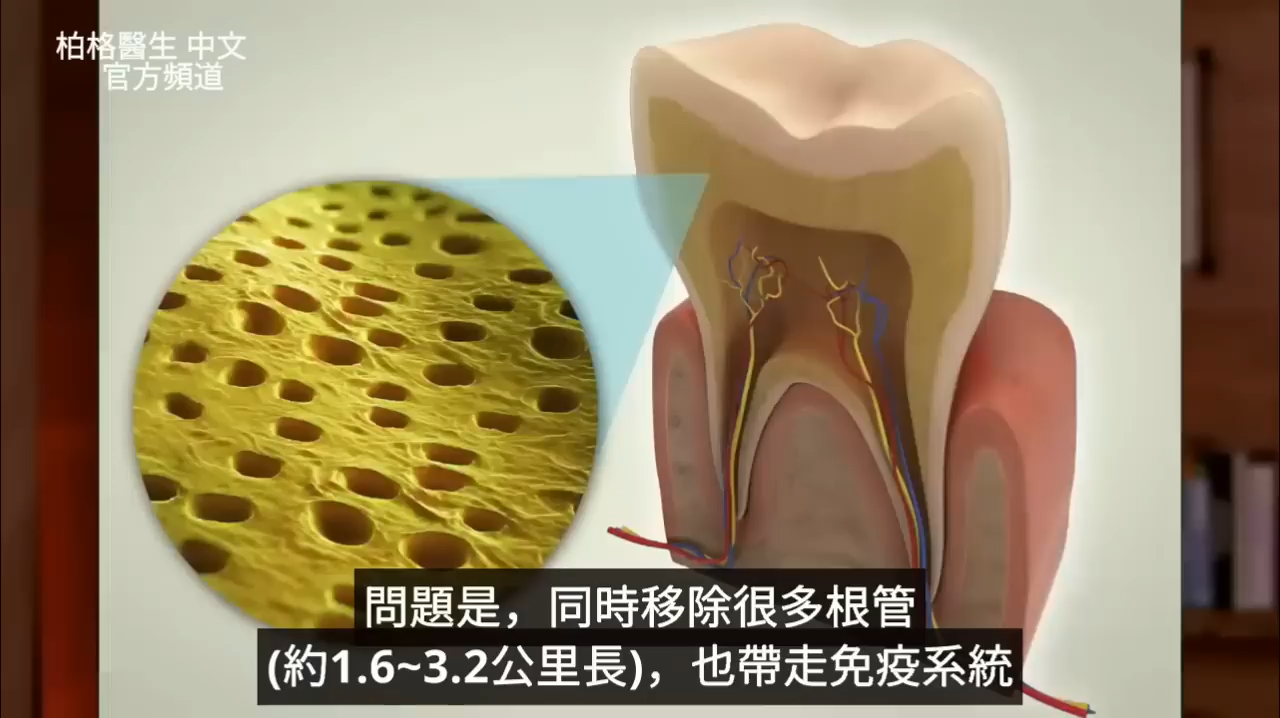 柏格醫生 中文
官方頻道
問題是，同時移除很多根管
(約1.6~3.2公里長)，也帶走免疫系統